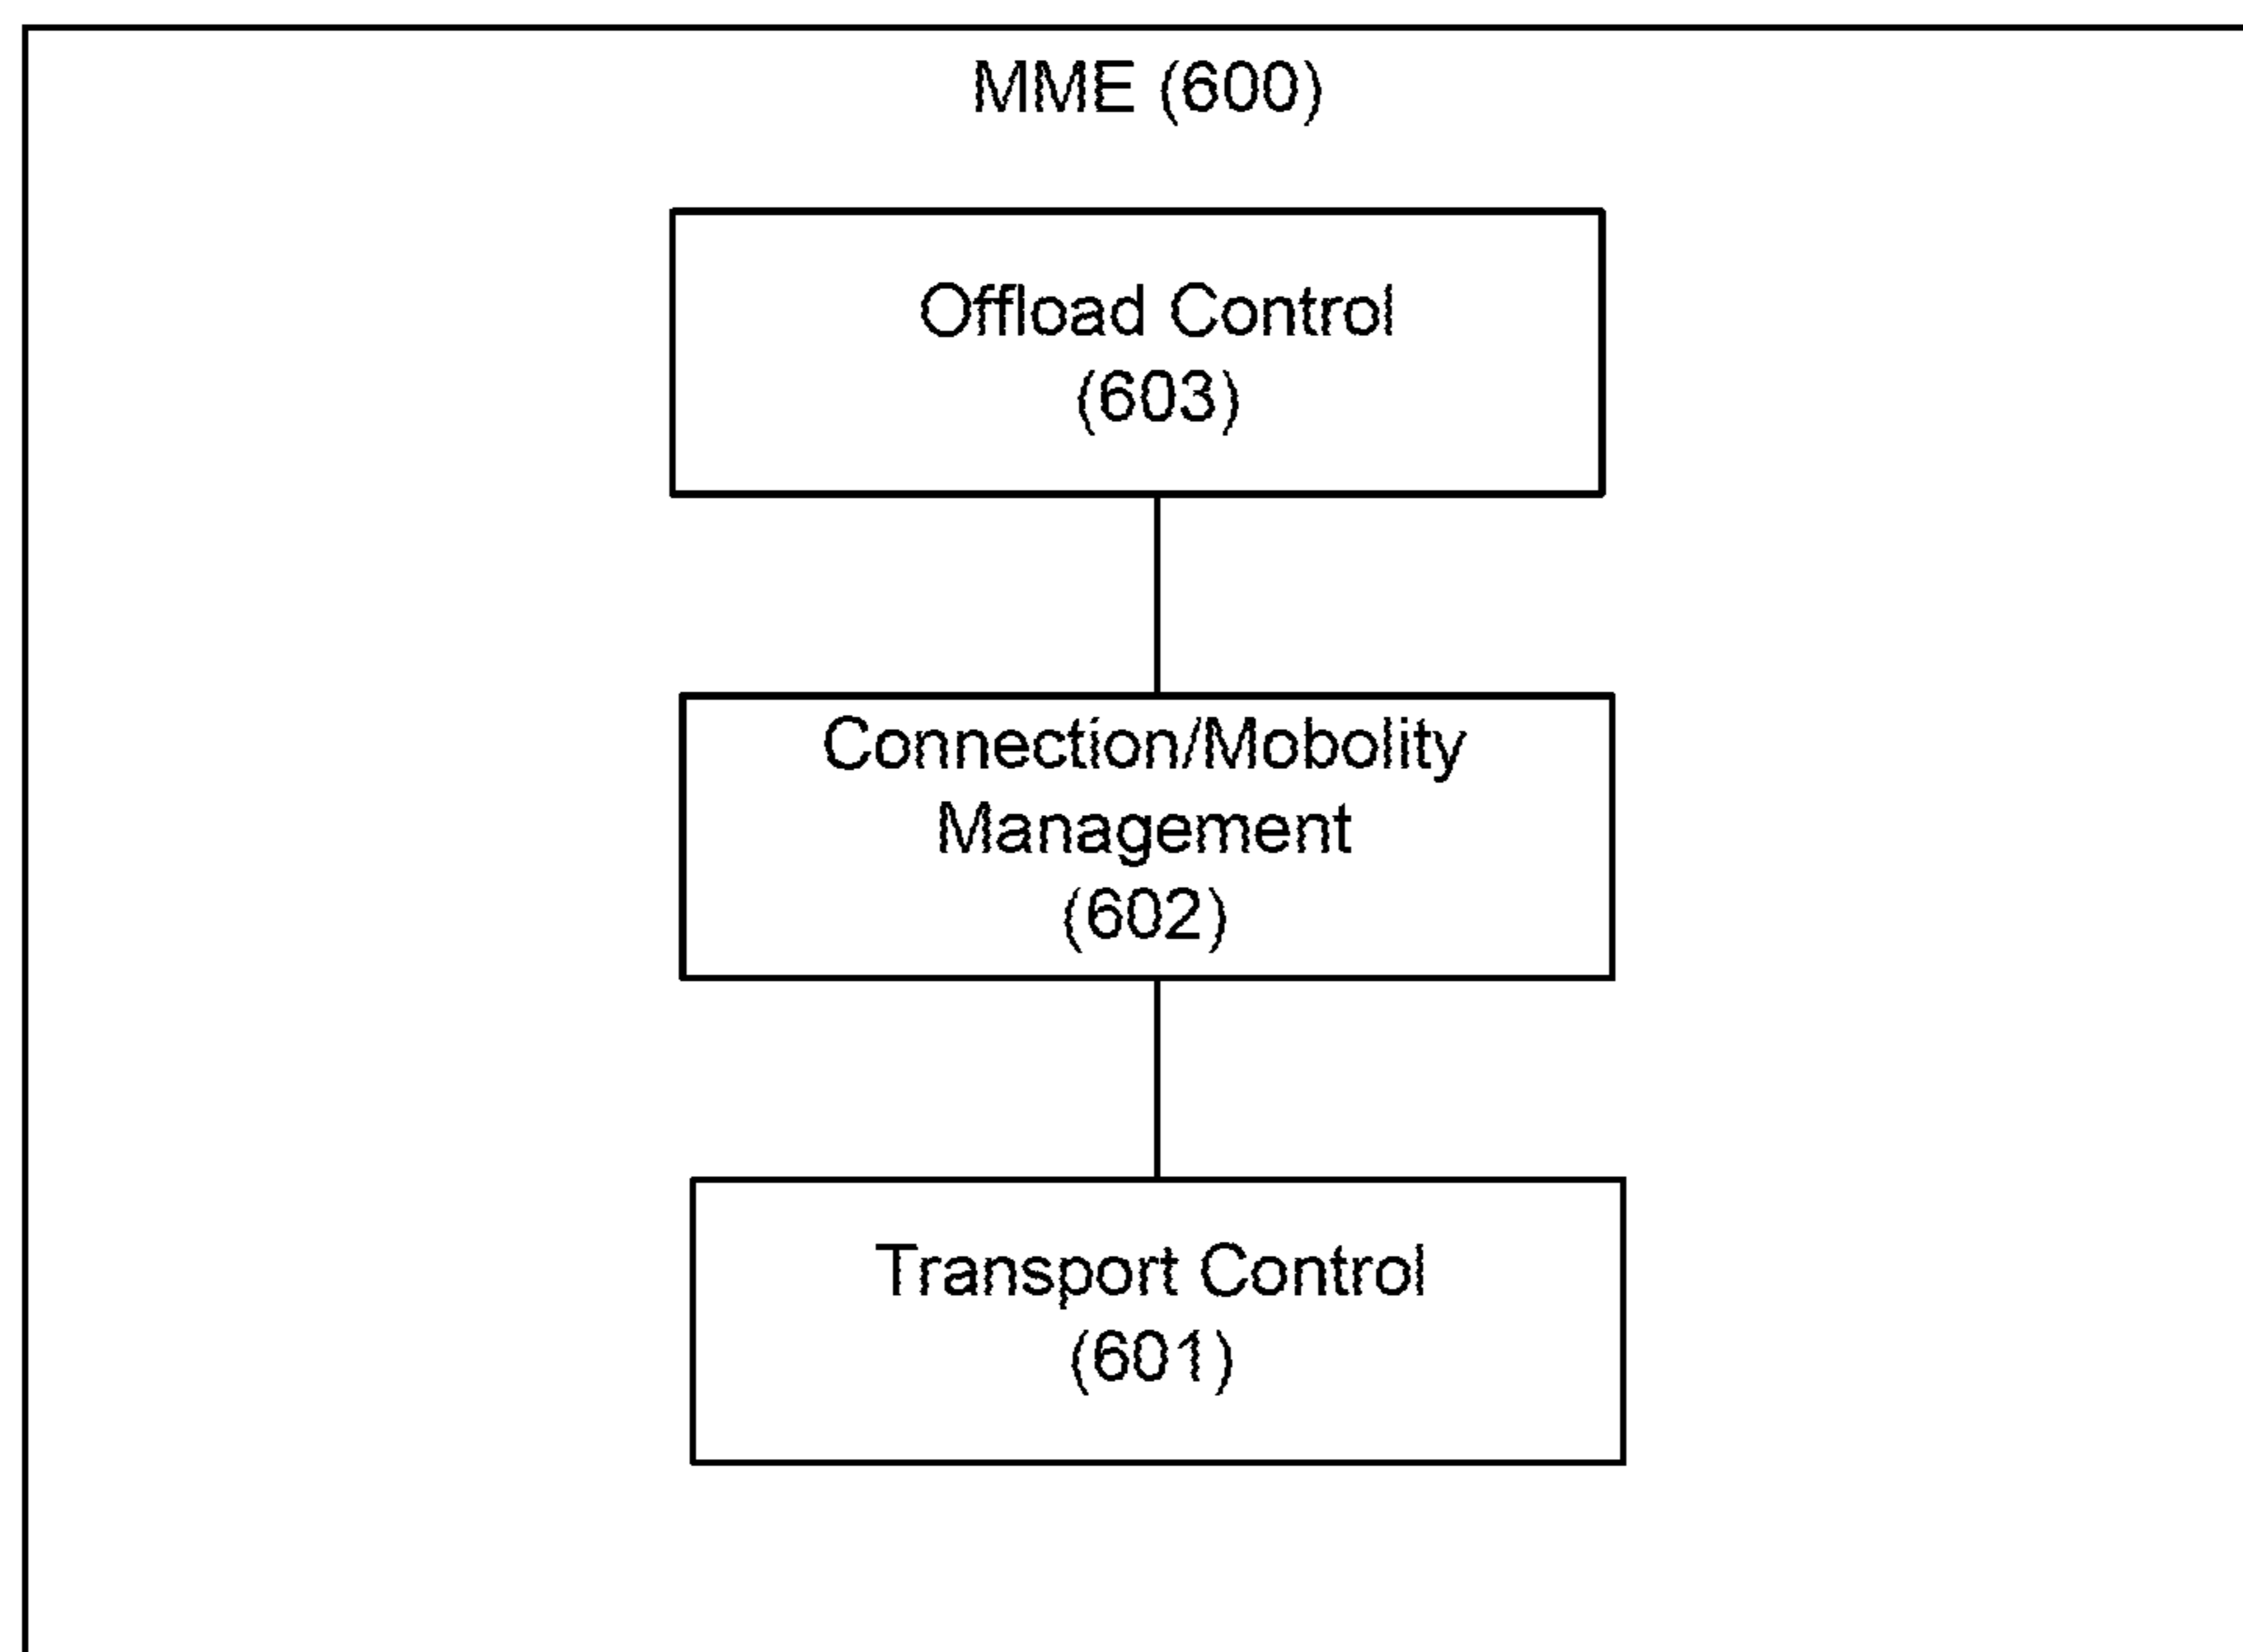 MME (600)
Offload Control
(603)
Connection/Mobolity
Management
(602)
Transport Control
(601)